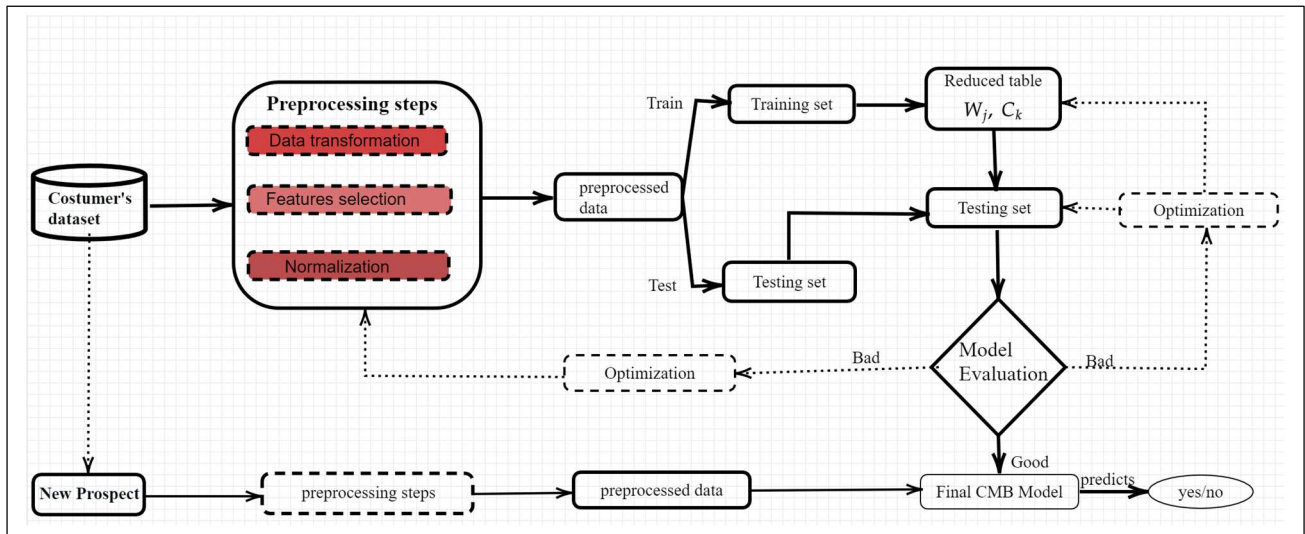 Preprocessing steps
Data transformation
Features selection
Normalization
Costumer's
dataset
preprocessed
data
Train
Training set
Reduced table
W_j, C_k
Test
Testing set
Testing set
Optimization
Model
Evaluation
Bad
Bad
Optimization
Good
New Prospect
preprocessing steps
preprocessed data
Final CMB Model
predicts
yes/no